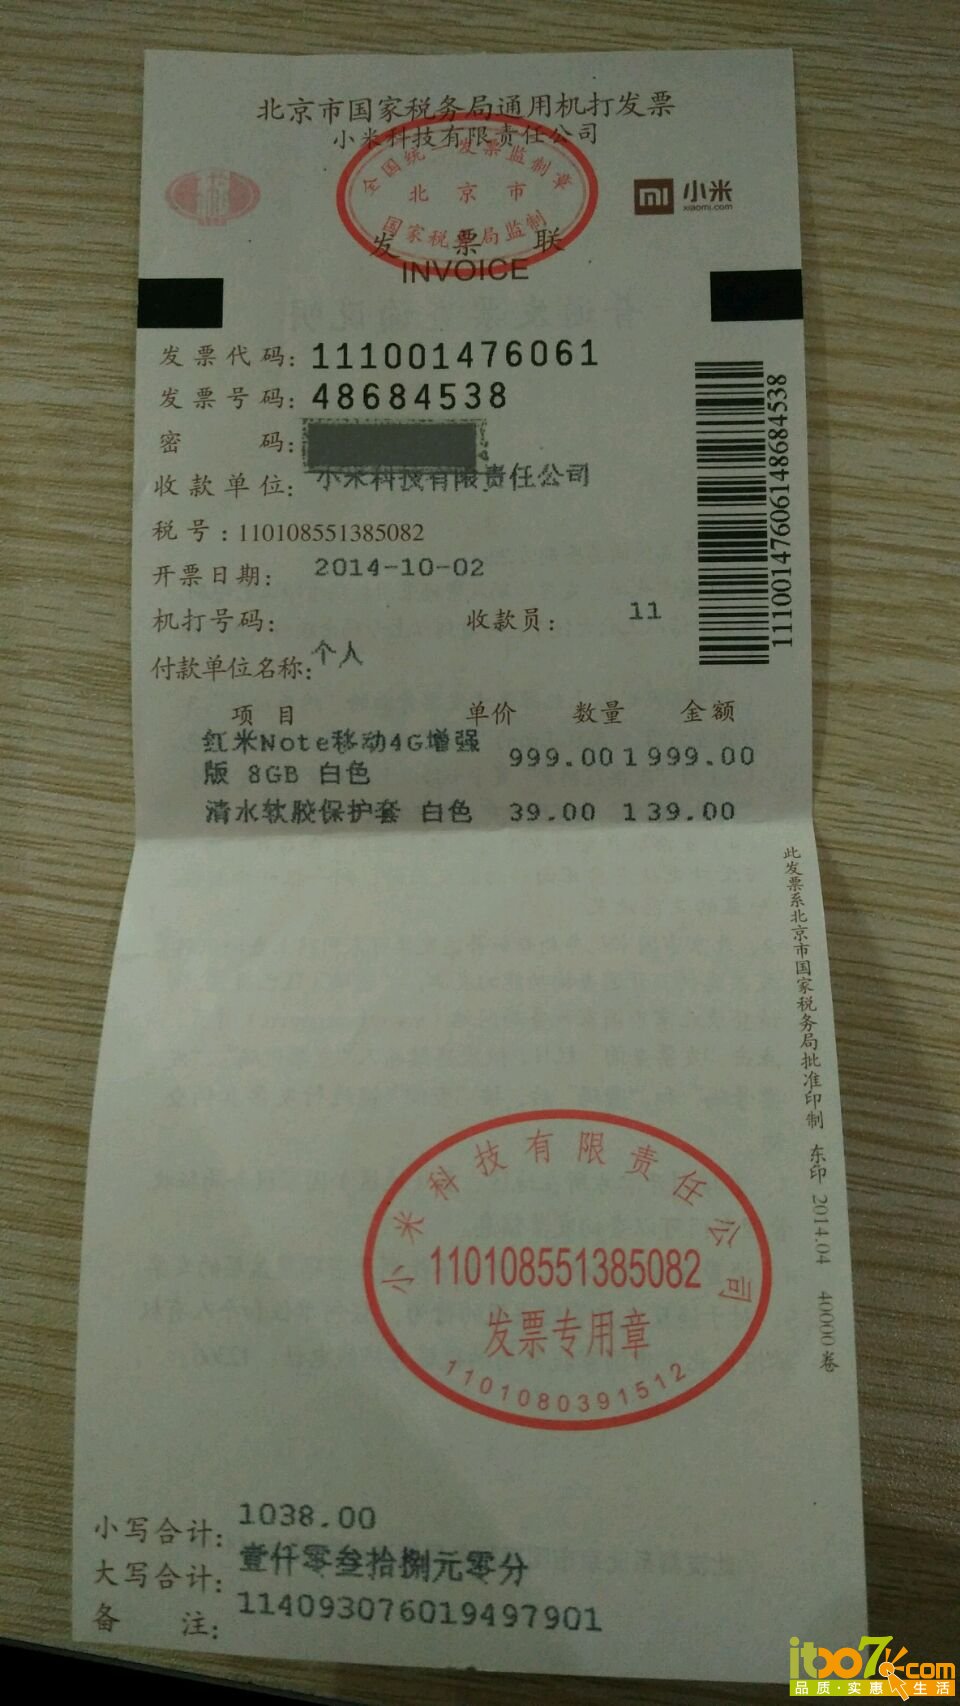 北京市国家税务局通用机打发票
小米科技有限责任公司
全国统一发票监制章
北京市
国家税务局监制
mi 小米
xiaomi.com
发票联
INVOICE
发票代码: 111001476061
发票号码: 48684538
密码:
收款单位: 小米科技有限责任公司
税号: 110108551385082
开票日期: 2014-10-02
机打号码: 收款员: 11
付款单位名称: 个人
11100147606148684538
项目 单价 数量 金额
红米Note移动4G增强
版 8GB 白色 999.00 1 999.00
清水软胶保护套 白色 39.00 1 39.00
此发票系北京市国家税务局批准印制 东印 2014.04 40000卷
小米科技有限责任公司
110108551385082
发票专用章
1101080391512
小写合计: 1038.00
大写合计: 壹仟零叁拾捌元零分
备注: 1140930760194979​01
itbo7.com
品质·实惠 生活